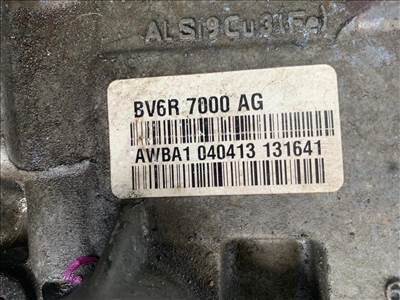 ALSi9Cu3(Fe)
BV6R 7000 AG
AWBA1 040413 131641